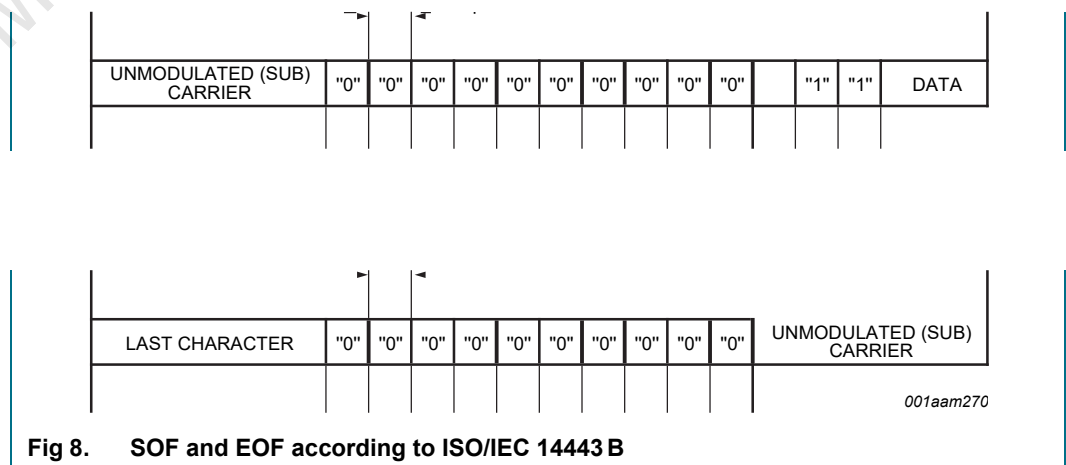 UNMODULATED (SUB)
CARRIER
"0" "0" "0" "0" "0" "0" "0" "0" "0" "0" "1" "1" DATA
LAST CHARACTER "0" "0" "0" "0" "0" "0" "0" "0" "0" "0" UNMODULATED (SUB)
CARRIER
001aam270
Fig 8. SOF and EOF according to ISO/IEC 14443 B